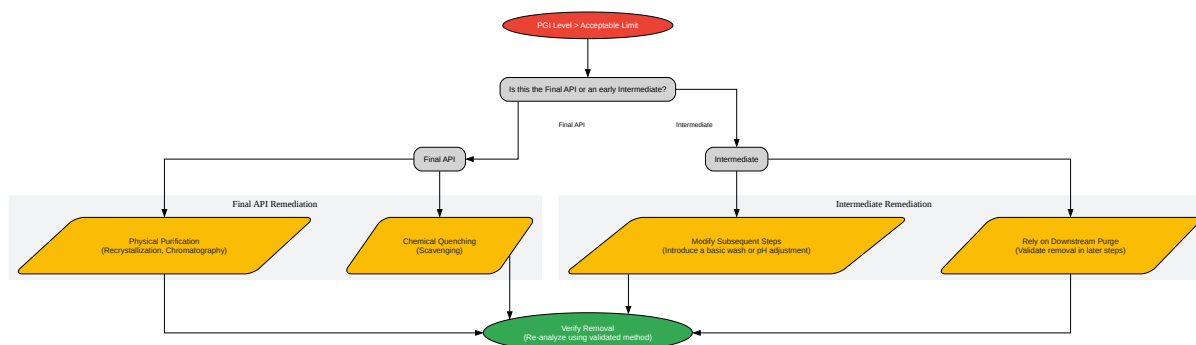 PGI Level > Acceptable Limit
Is this the Final API or an early Intermediate?
Final API
Intermediate
Final API
Intermediate
Final API Remediation
Intermediate Remediation
Physical Purification
(Recrystallization, Chromatography)
Chemical Quenching
(Scavenging)
Modify Subsequent Steps
(Introduce a basic wash or pH adjustment)
Rely on Downstream Purge
(Validate removal in later steps)
Verify Removal
(Re-analyze using validated method)